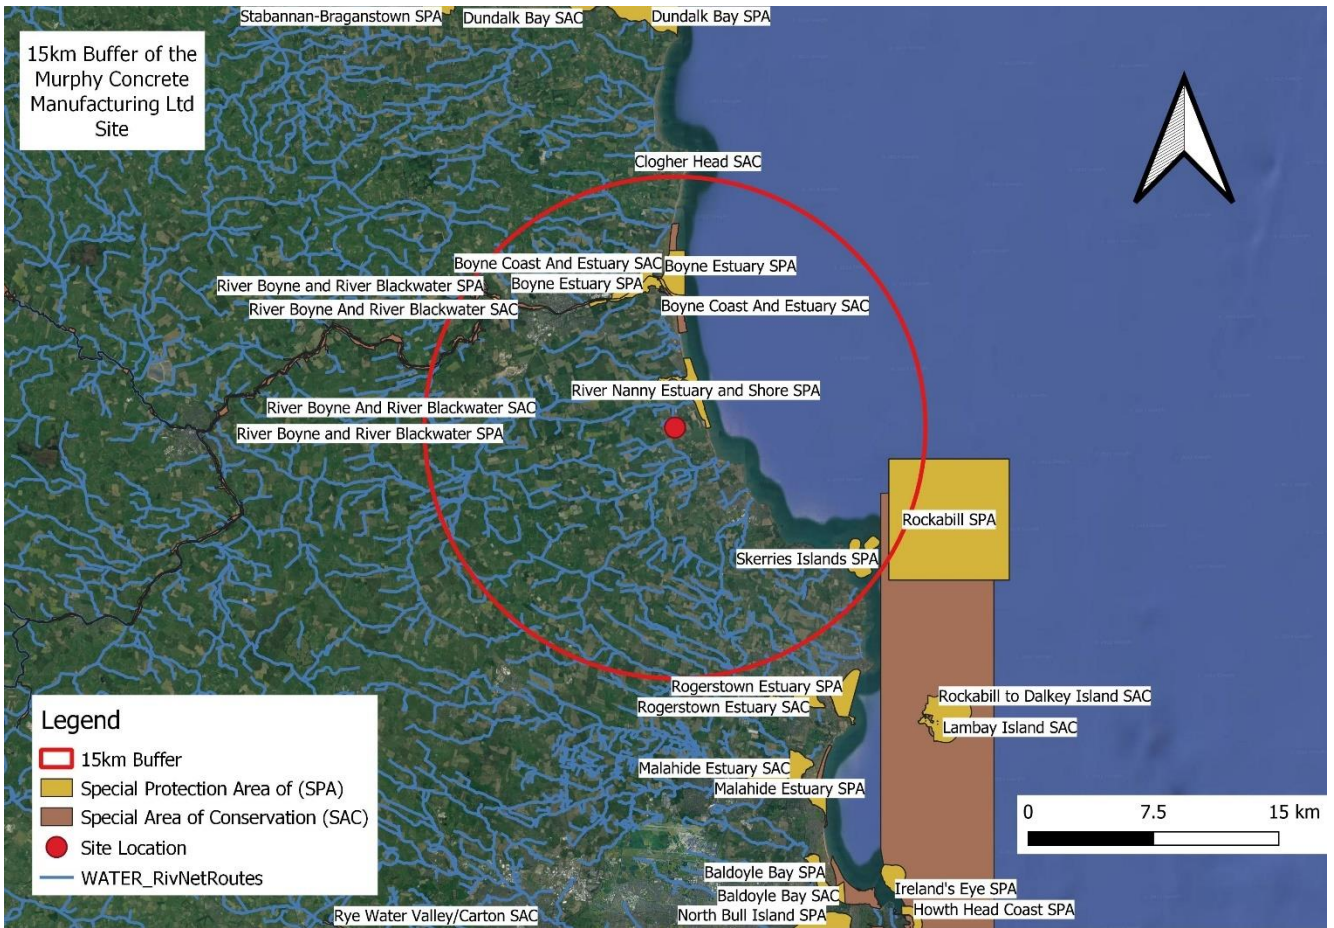 Stabannan-Braganstown SPA
Dundalk Bay SAC
Dundalk Bay SPA
15km Buffer of the
Murphy Concrete
Manufacturing Ltd
Site
Clogher Head SAC
Boyne Coast And Estuary SAC
Boyne Estuary SPA
River Boyne and River Blackwater SPA
Boyne Estuary SPA
River Boyne And River Blackwater SAC
Boyne Coast And Estuary SAC
River Nanny Estuary and Shore SPA
River Boyne And River Blackwater SAC
River Boyne and River Blackwater SPA
Rockabill SPA
Skerries Islands SPA
Rogerstown Estuary SPA
Rogerstown Estuary SAC
Rockabill to Dalkey Island SAC
Lambay Island SAC
Malahide Estuary SAC
Malahide Estuary SPA
Legend
15km Buffer
Special Protection Area of (SPA)
Special Area of Conservation (SAC)
Site Location
WATER_RivNetRoutes
0 7.5 15 km
Baldoyle Bay SPA
Baldoyle Bay SAC
North Bull Island SPA
Ireland's Eye SPA
Howth Head Coast SPA
Rye Water Valley/Carton SAC